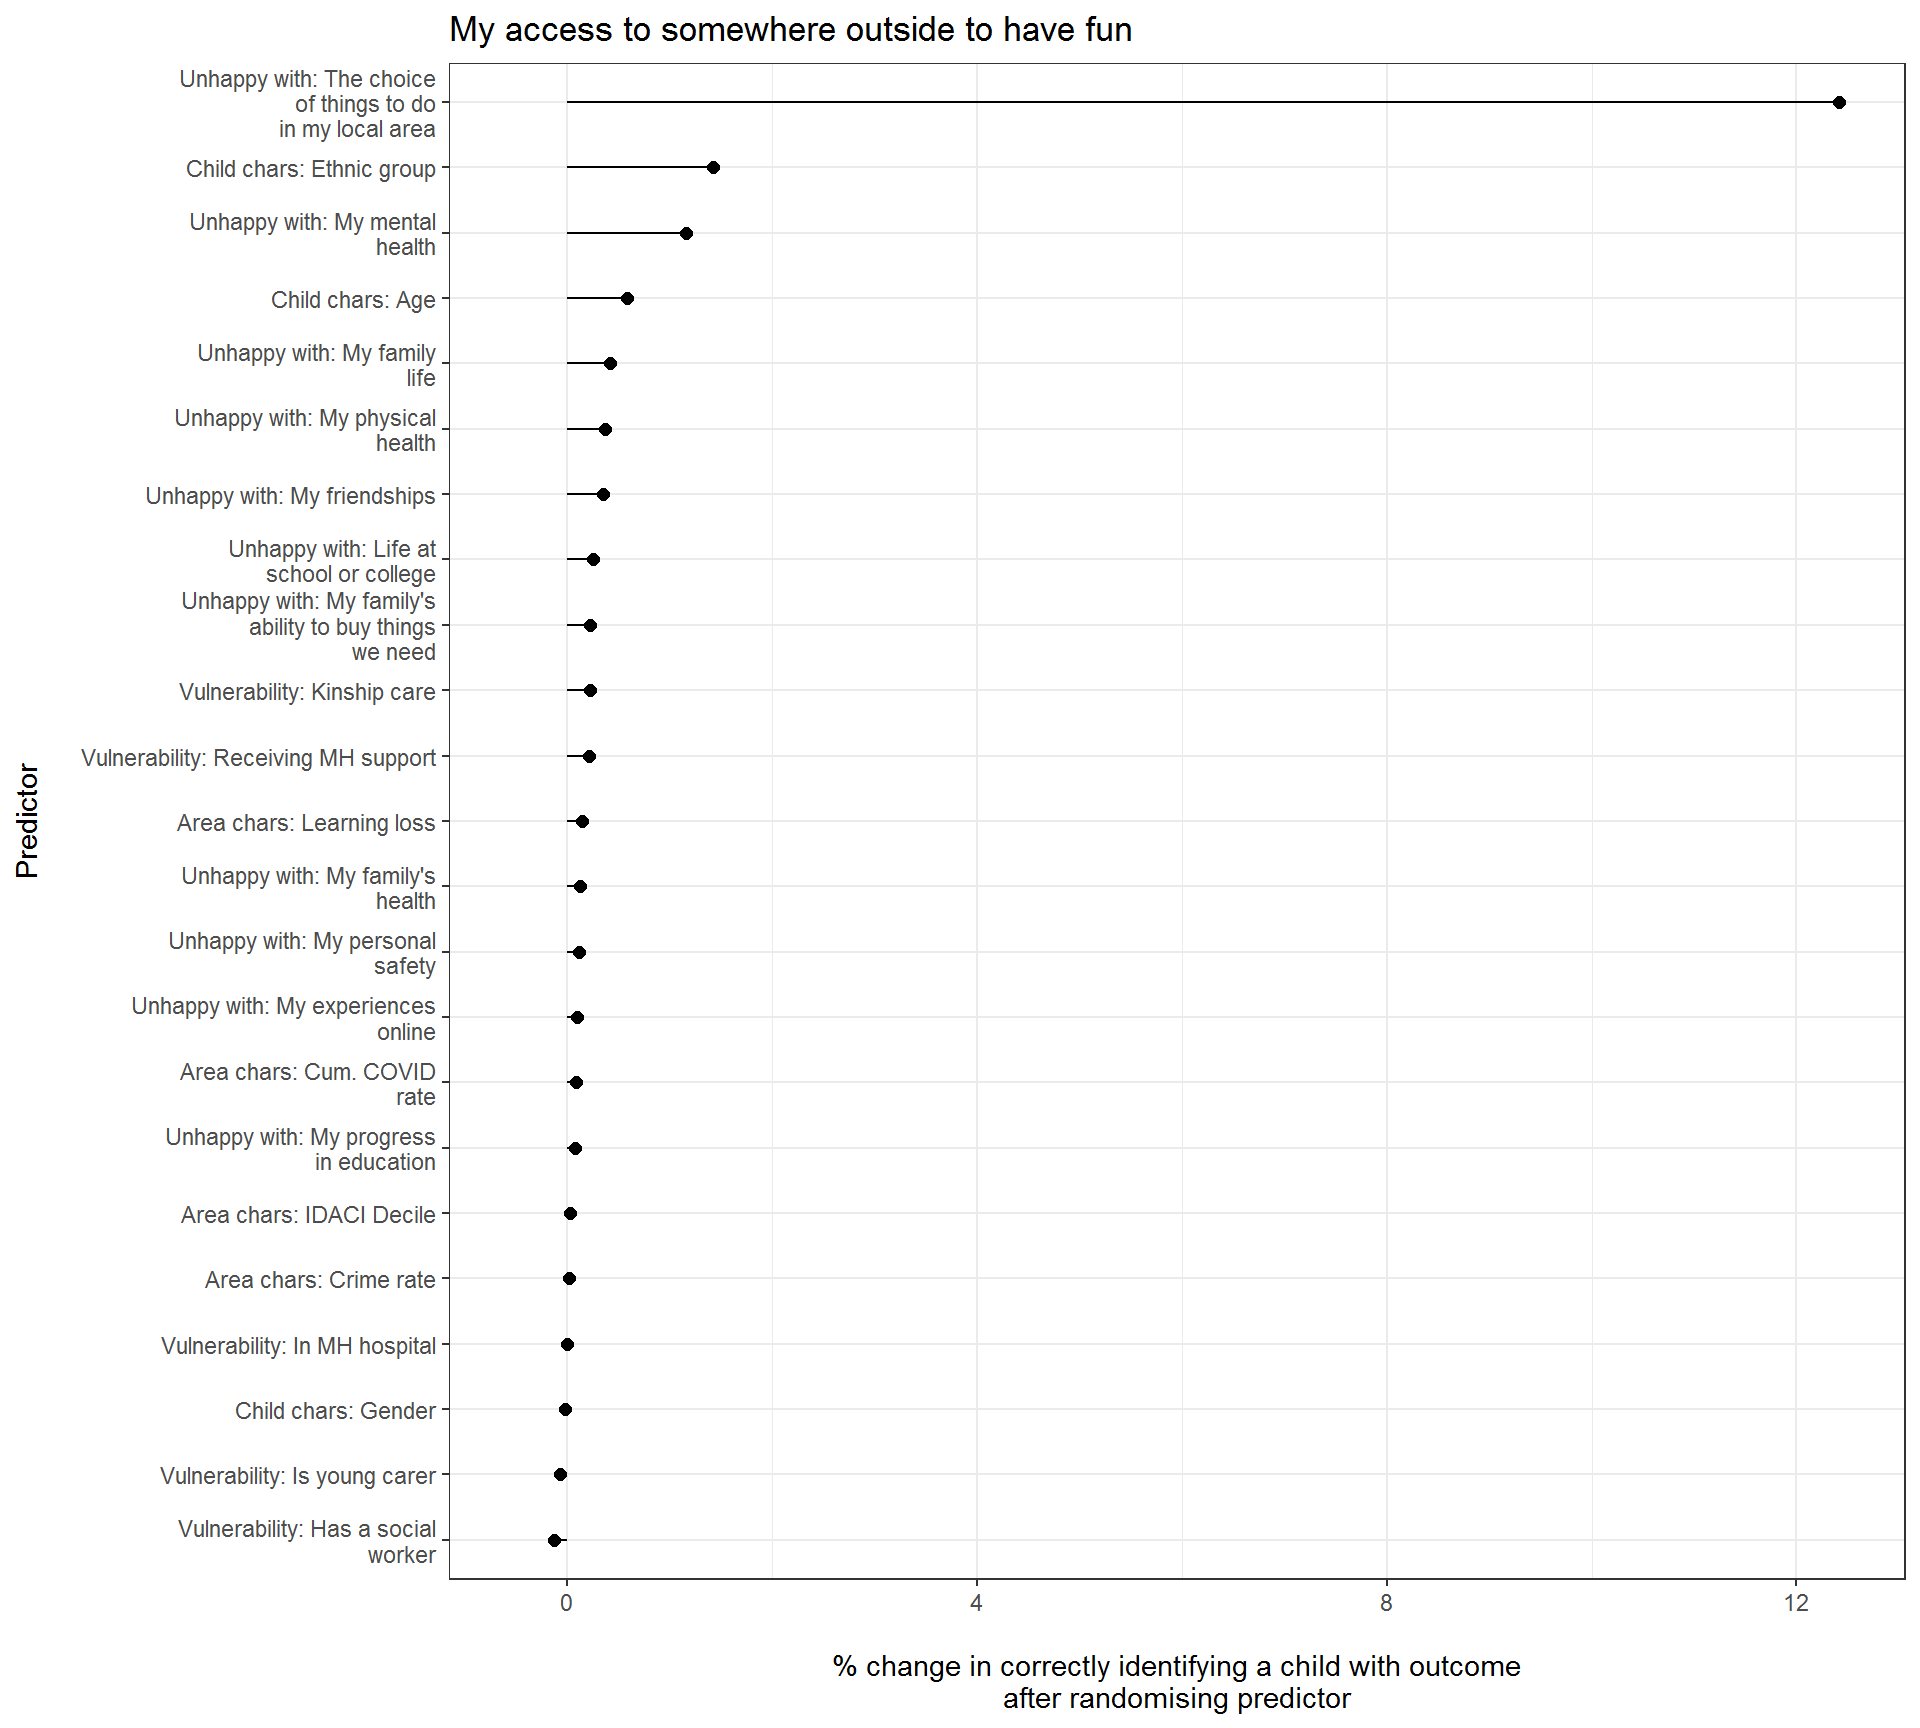 My access to somewhere outside to have fun
Unhappy with: The choice
of things to do
in my local area
Child chars: Ethnic group
Unhappy with: My mental
health
Child chars: Age
Unhappy with: My family
life
Unhappy with: My physical
health
Unhappy with: My friendships
Unhappy with: Life at
school or college
Unhappy with: My family's
ability to buy things
we need
Vulnerability: Kinship care
Vulnerability: Receiving MH support
Area chars: Learning loss
Unhappy with: My family's
health
Unhappy with: My personal
safety
Unhappy with: My experiences
online
Area chars: Cum. COVID
rate
Unhappy with: My progress
in education
Area chars: IDACI Decile
Area chars: Crime rate
Vulnerability: In MH hospital
Child chars: Gender
Vulnerability: Is young carer
Vulnerability: Has a social
worker
Predictor
0 4 8 12
% change in correctly identifying a child with outcome
after randomising predictor